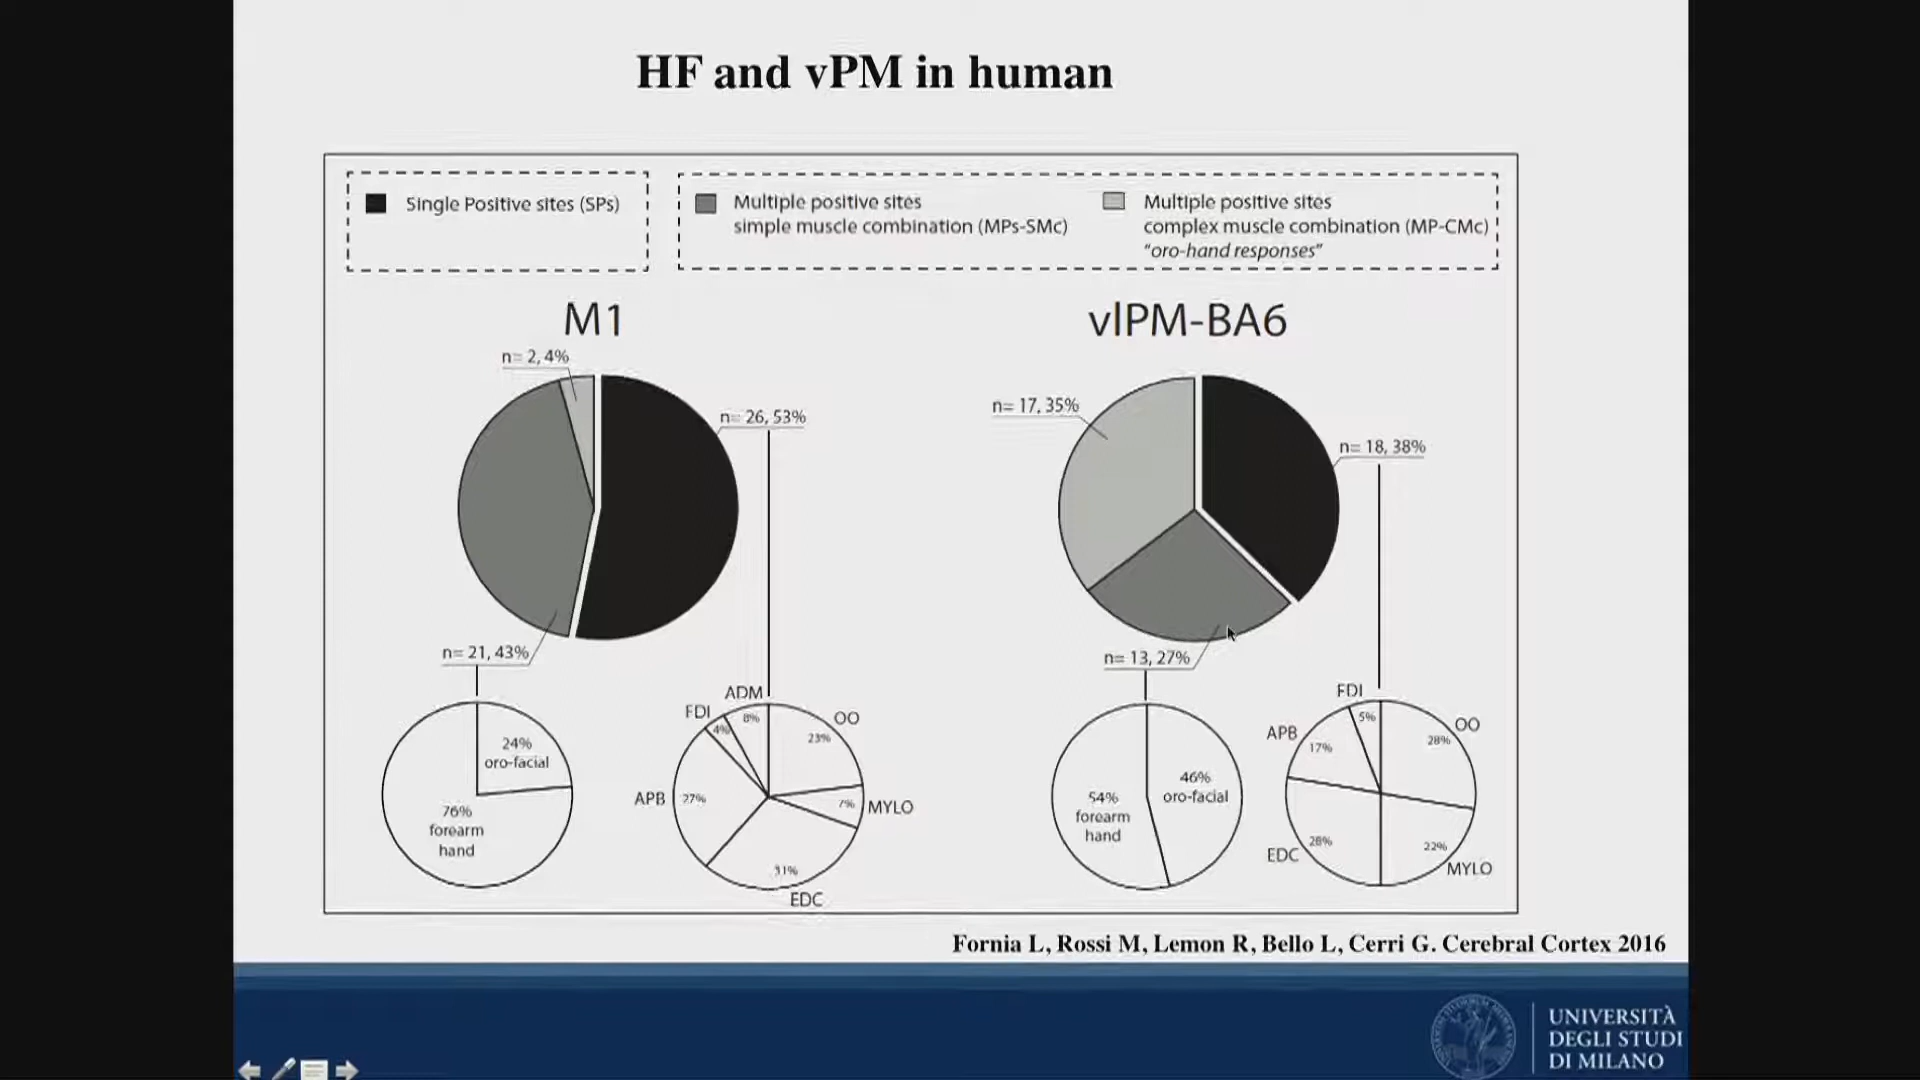 HF and vPM in human
Single Positive sites (SPs)
Multiple positive sites
simple muscle combination (MPs-SMc)
Multiple positive sites
complex muscle combination (MP-CMc)
"oro-hand responses"
M1
n= 2, 4%
n= 26, 53%
n= 21, 43%
24%
oro-facial
76%
forearm
hand
ADM
8%
FDI
4%
OO
23%
APB
27%
7%
MYLO
31%
EDC
vlPM-BA6
n= 17, 35%
n= 18, 38%
n= 13, 27%
46%
oro-facial
54%
forearm
hand
FDI
5%
OO
28%
APB
17%
EDC
28%
22%
MYLO
Fornia L, Rossi M, Lemon R, Bello L, Cerri G. Cerebral Cortex 2016
UNIVERSITÀ
DEGLI STUDI
DI MILANO